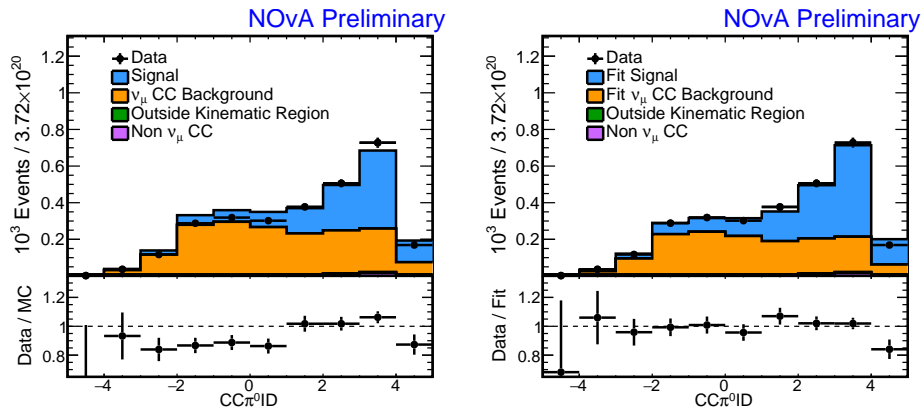 NOvA Preliminary
10³ Events / 3.72×10²⁰
1.2
1.0
0.8
0.6
0.4
0.2
Data
Signal
νμ CC Background
Outside Kinematic Region
Non νμ CC
Data / MC
1.2
1
0.8
−4 −2 0 2 4
CCπ⁰ID
NOvA Preliminary
10³ Events / 3.72×10²⁰
1.2
1.0
0.8
0.6
0.4
0.2
Data
Fit Signal
Fit νμ CC Background
Outside Kinematic Region
Non νμ CC
Data / Fit
1.2
1
0.8
−4 −2 0 2 4
CCπ⁰ID